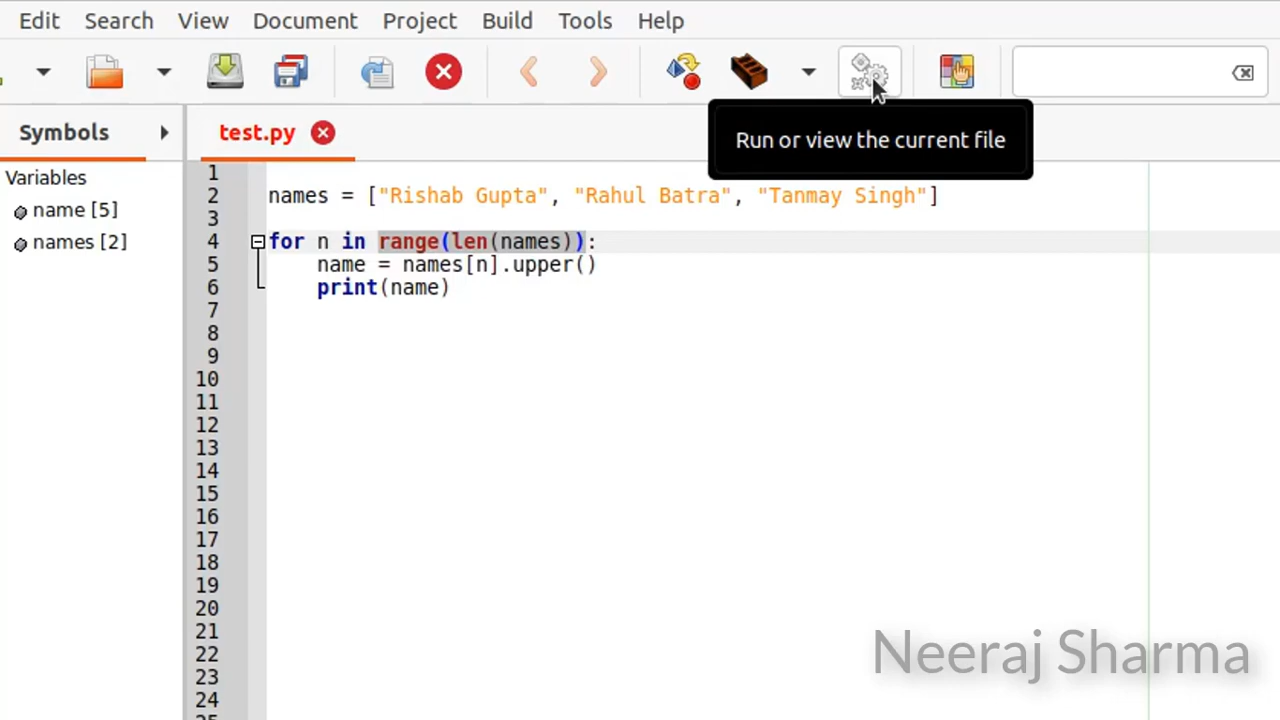 Edit Search View Document Project Build Tools Help
Symbols test.py
Run or view the current file
Variables
name [5]
names [2]
1
2 names = ["Rishab Gupta", "Rahul Batra", "Tanmay Singh"]
3
4 for n in range(len(names)):
5 name = names[n].upper()
6 print(name)
7
8
9
10
11
12
13
14
15
16
17
18
19
20
21
22
23
24
Neeraj Sharma